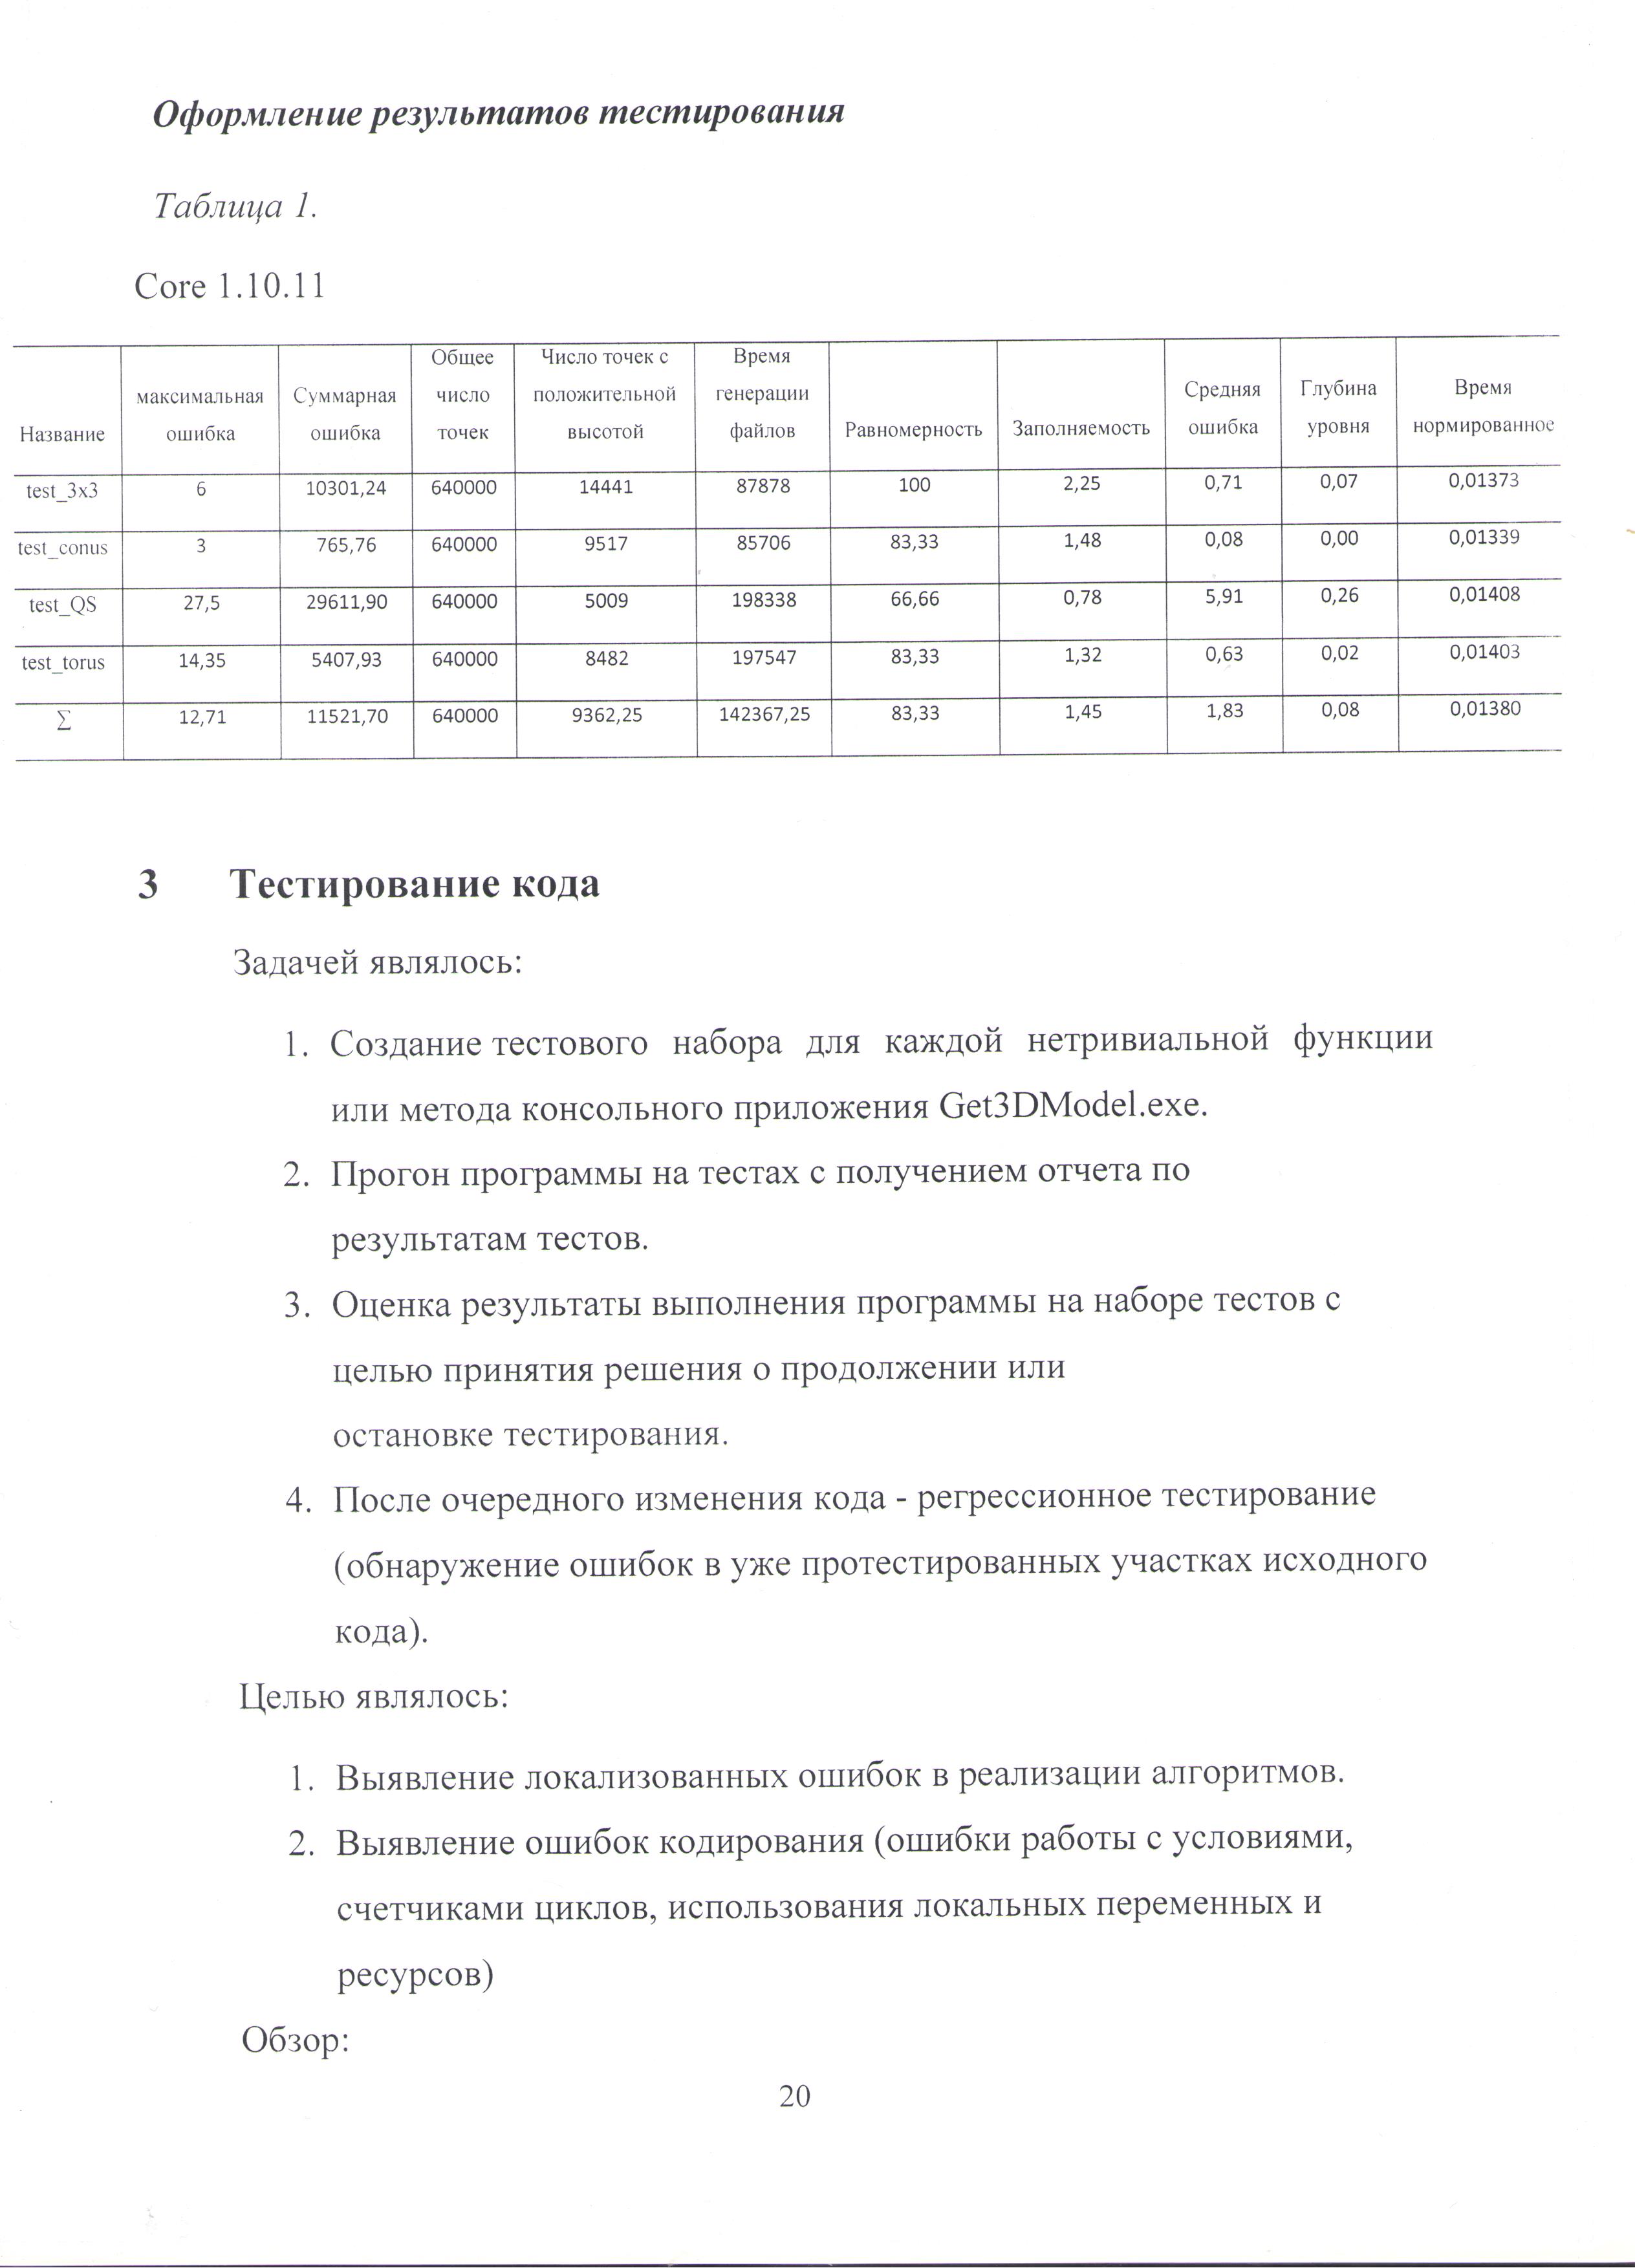 Оформление результатов тестирования
Таблица 1.
Core 1.10.11
Название максимальная ошибка Суммарная ошибка Общее число точек Число точек с положительной высотой Время генерации файлов Равномерность Заполняемость Средняя ошибка Глубина уровня Время нормированное
test_3x3 6 10301,24 640000 14441 87878 100 2,25 0,71 0,07 0,01373
test_conus 3 765,76 640000 9517 85706 83,33 1,48 0,08 0,00 0,01339
test_QS 27,5 29611,90 640000 5009 198338 66,66 0,78 5,91 0,26 0,01408
test_torus 14,35 5407,93 640000 8482 197547 83,33 1,32 0,63 0,02 0,01403
∑ 12,71 11521,70 640000 9362,25 142367,25 83,33 1,45 1,83 0,08 0,01380
3 Тестирование кода
Задачей являлось:
1. Создание тестового набора для каждой нетривиальной функции
или метода консольного приложения Get3DModel.exe.
2. Прогон программы на тестах с получением отчета по
результатам тестов.
3. Оценка результаты выполнения программы на наборе тестов с
целью принятия решения о продолжении или
остановке тестирования.
4. После очередного изменения кода - регрессионное тестирование
(обнаружение ошибок в уже протестированных участках исходного
кода).
Целью являлось:
1. Выявление локализованных ошибок в реализации алгоритмов.
2. Выявление ошибок кодирования (ошибки работы с условиями,
счетчиками циклов, использования локальных переменных и
ресурсов)
Обзор:
20